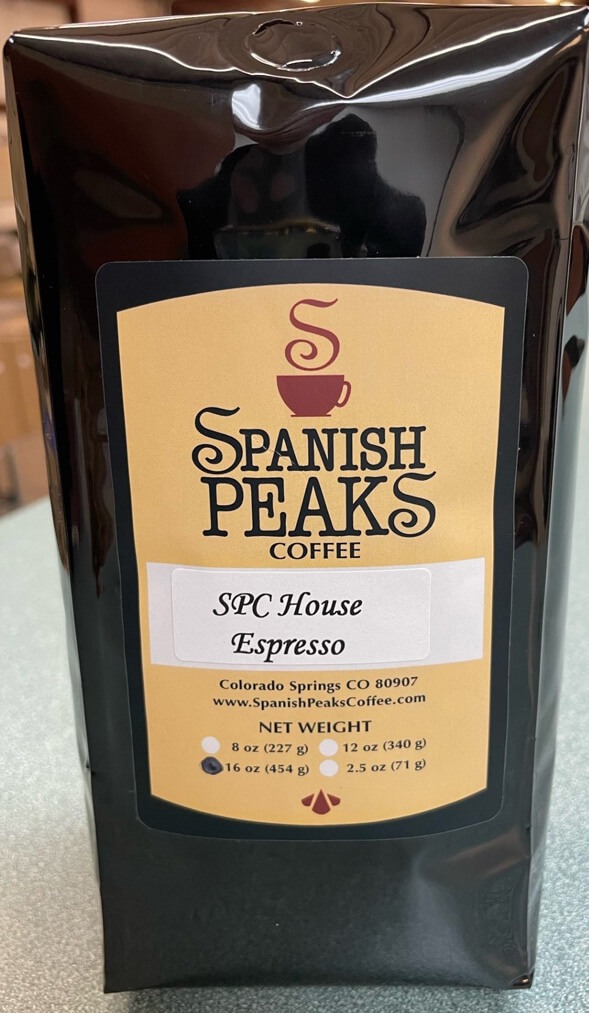 S
SPANISH
PEAKS
COFFEE
SPC House
Espresso
Colorado Springs CO 80907
www.SpanishPeaksCoffee.com
NET WEIGHT
8 oz (227 g) 12 oz (340 g)
16 oz (454 g) 2.5 oz (71 g)